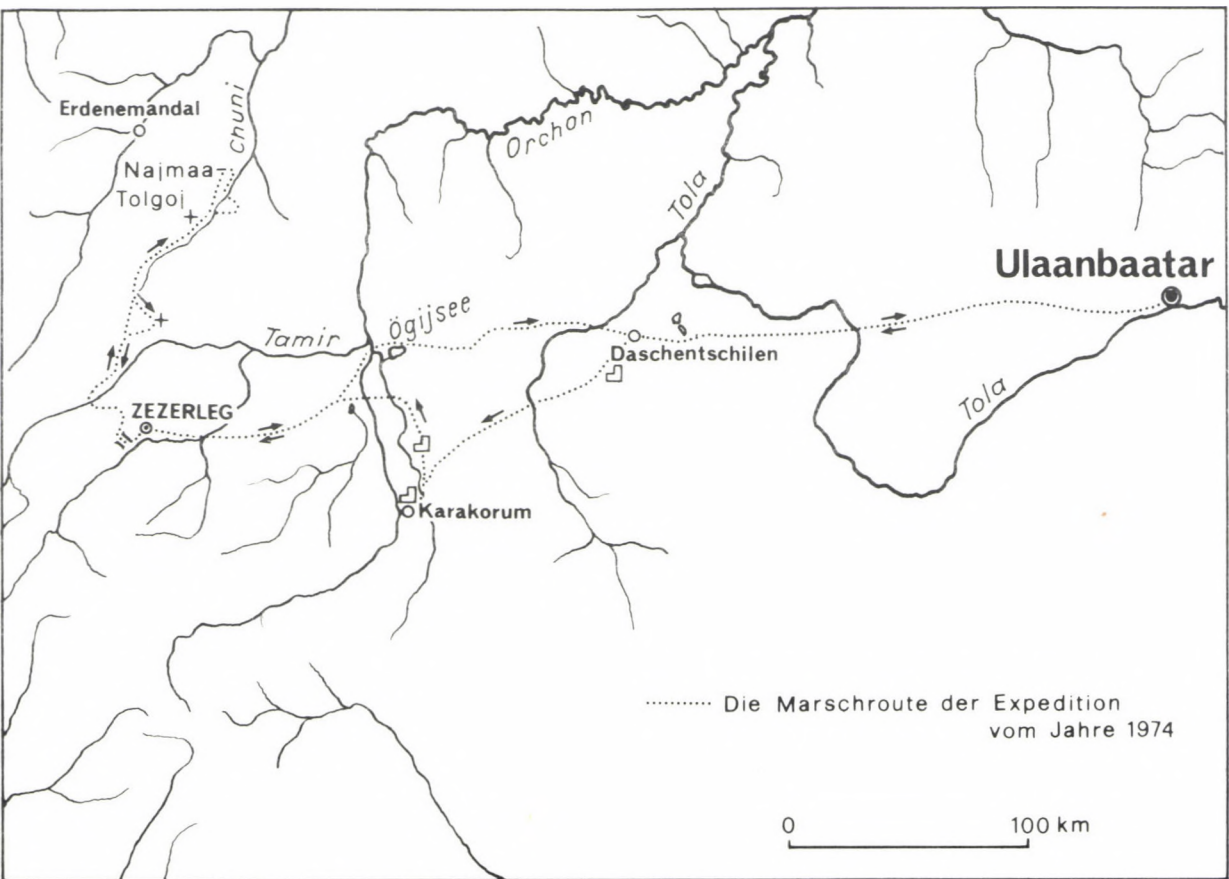 Erdenemandal
Chuni
Najmaa-
Tolgoj
Orchon
Tola
Ulaanbaatar
Ögijsee
Tamir
Daschentschilen
ZEZERLEG
Tola
Karakorum
Die Marschroute der Expedition
vom Jahre 1974
0 100 km